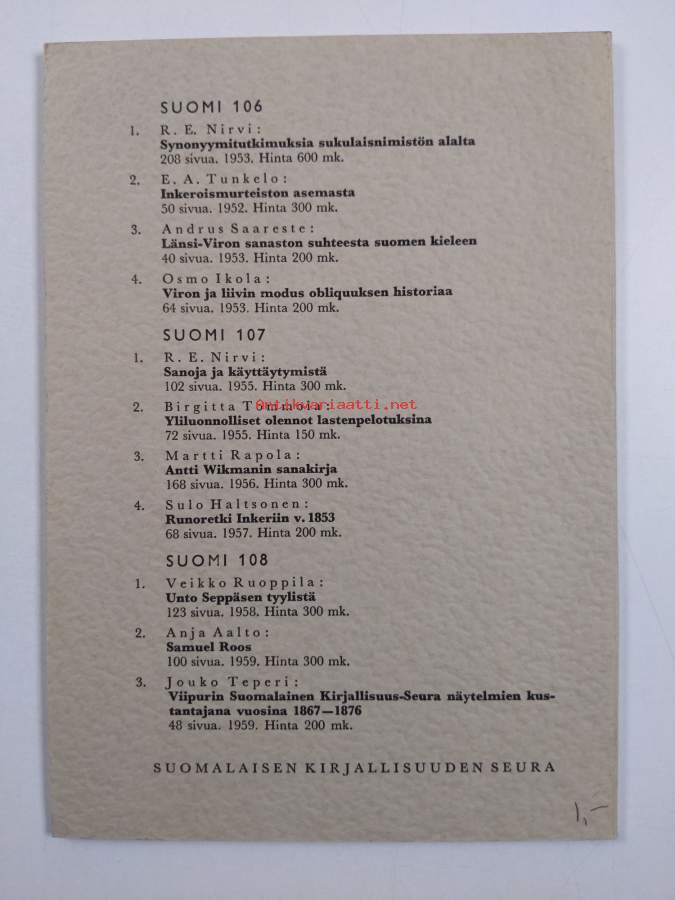 SUOMI 106
1. R. E. Nirvi:
Synonyymitutkimuksia sukulaisnimistön alalta
208 sivua. 1953. Hinta 600 mk.
2. E. A. Tunkelo:
Inkeroismurteiston asemasta
50 sivua. 1952. Hinta 300 mk.
3. Andrus Saareste:
Länsi-Viron sanaston suhteesta suomen kieleen
40 sivua. 1953. Hinta 200 mk.
4. Osmo Ikola:
Viron ja liivin modus obliquuksen historiaa
64 sivua. 1953. Hinta 200 mk.
SUOMI 107
1. R. E. Nirvi:
Sanoja ja käyttäytymistä
102 sivua. 1955. Hinta 300 mk.
2. Birgitta Tommola:
Antikvariaatti.net
Yliluonnolliset olennot lastenpelotuksina
72 sivua. 1955. Hinta 150 mk.
3. Martti Rapola:
Antti Wikmanin sanakirja
168 sivua. 1956. Hinta 300 mk.
4. Sulo Haltsonen:
Runoretki Inkeriin v. 1853
68 sivua. 1957. Hinta 200 mk.
SUOMI 108
1. Veikko Ruoppila:
Unto Seppäsen tyylistä
123 sivua. 1958. Hinta 300 mk.
2. Anja Aalto:
Samuel Roos
100 sivua. 1959. Hinta 300 mk.
3. Jouko Teperi:
Viipurin Suomalainen Kirjallisuus-Seura näytelmien kus-
tantajana vuosina 1867—1876
48 sivua. 1959. Hinta 200 mk.
SUOMALAISEN KIRJALLISUUDEN SEURA
1,–